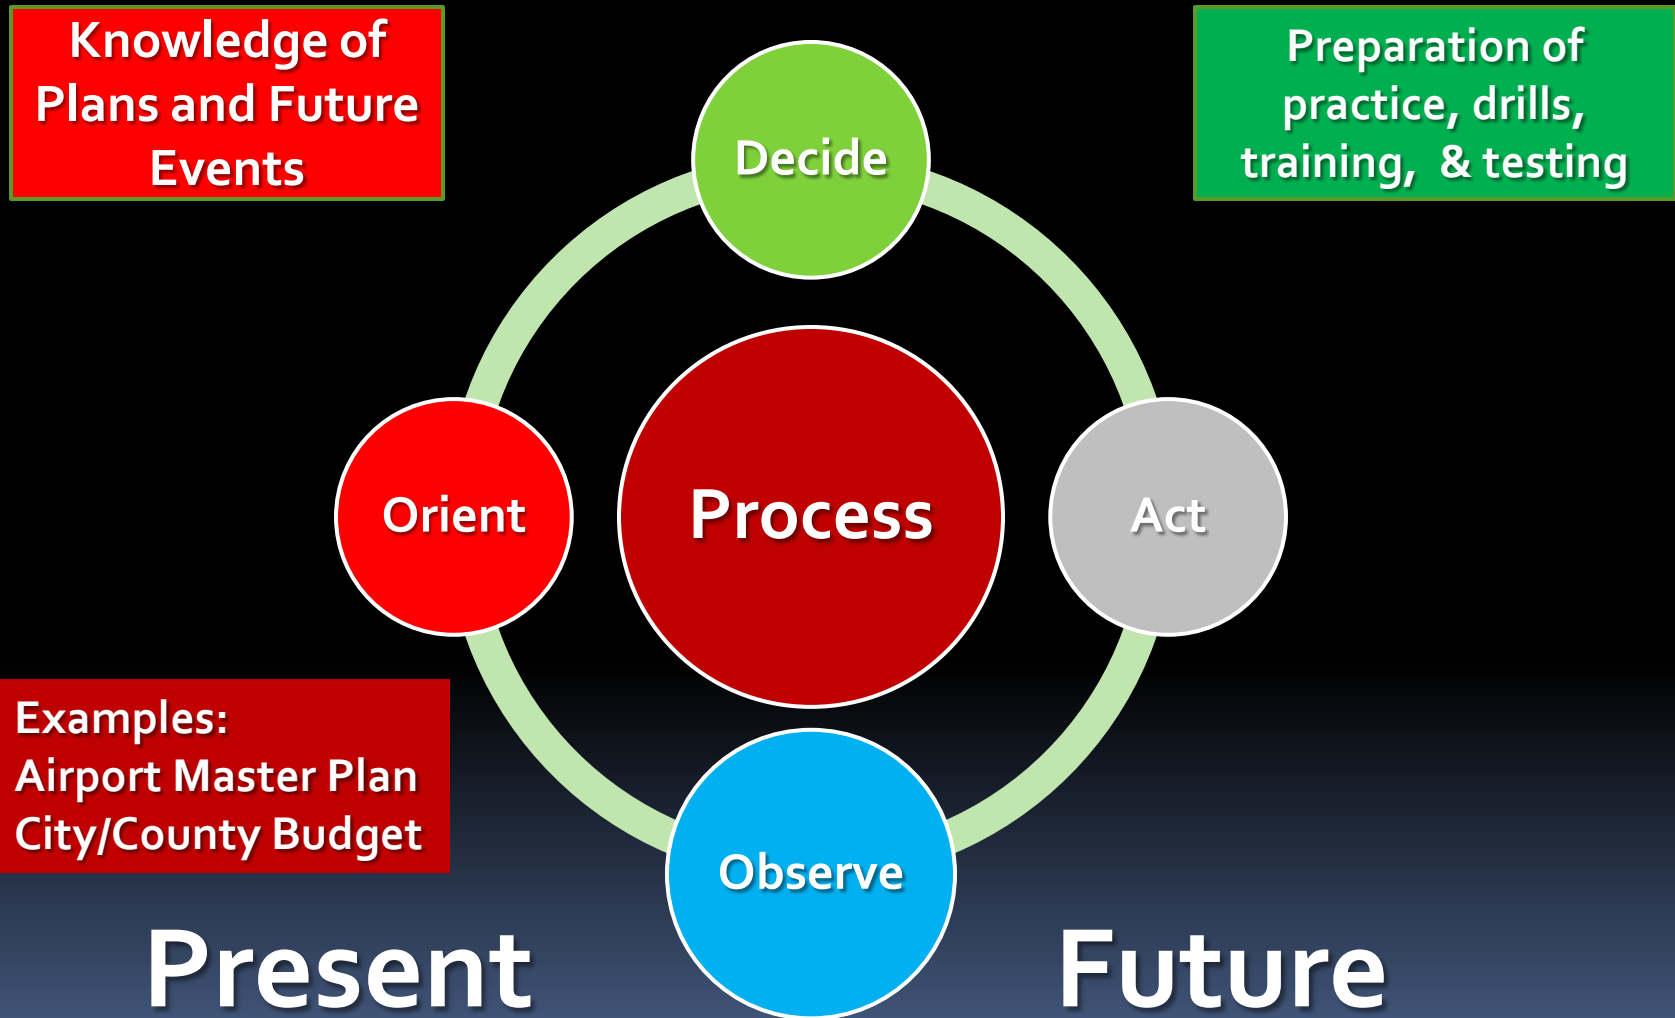 Knowledge of
Plans and Future
Events
Preparation of
practice, drills,
training, & testing
Decide
Orient
Process
Act
Examples:
Airport Master Plan
City/County Budget
Observe
Present
Future